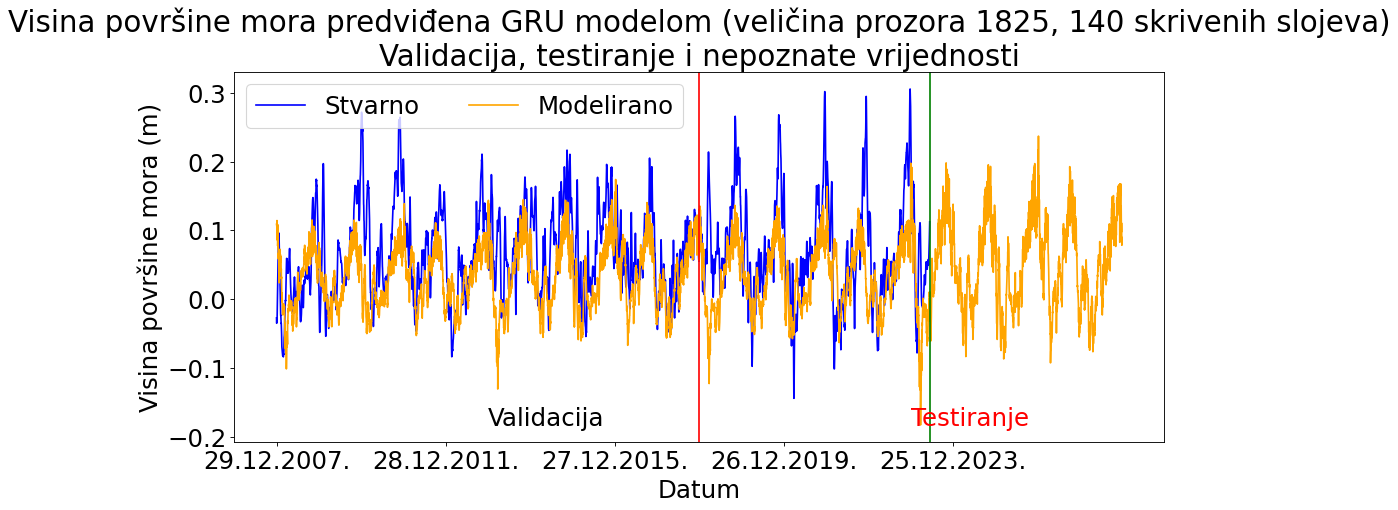 Visina površine mora predviđena GRU modelom (veličina prozora 1825, 140 skrivenih slojeva)
Validacija, testiranje i nepoznate vrijednosti
Stvarno
Modelirano
Visina površine mora (m)
0.3
0.2
0.1
0.0
−0.1
−0.2
Validacija
Testiranje
29.12.2007.
28.12.2011.
27.12.2015.
26.12.2019.
25.12.2023.
Datum